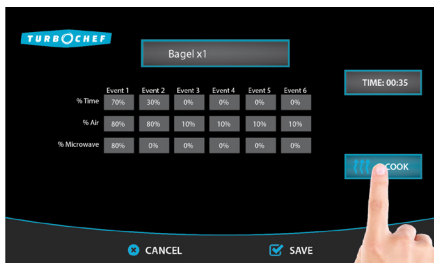 TURBOCHEF
Bagel x1
TIME: 00:35
Event 1 Event 2 Event 3 Event 4 Event 5 Event 6
% Time 70% 30% 0% 0% 0% 0%
% Air 80% 80% 10% 10% 10% 10%
% Microwave 80% 0% 0% 0% 0% 0%
COOK
CANCEL SAVE